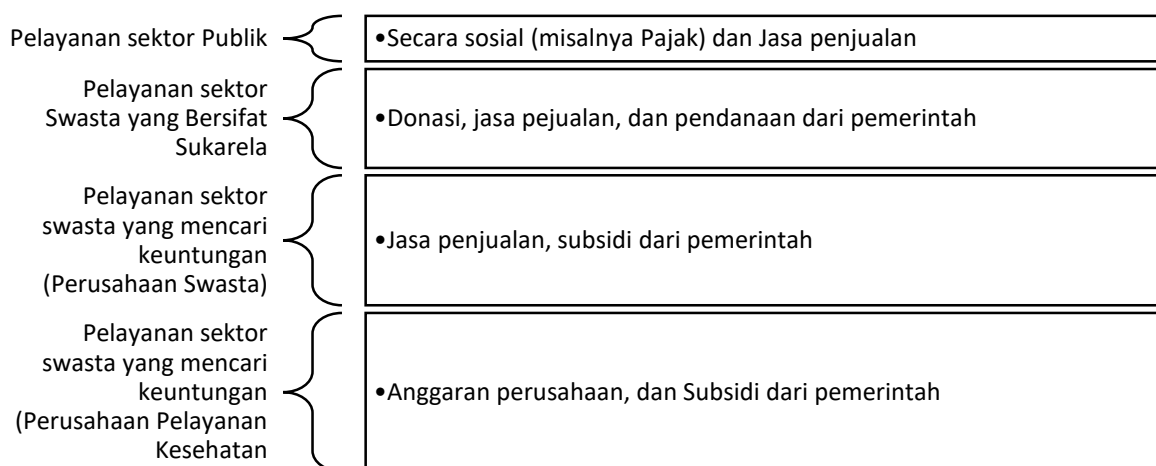 Pelayanan sektor Publik
•Secara sosial (misalnya Pajak) dan Jasa penjualan
Pelayanan sektor
Swasta yang Bersifat
Sukarela
•Donasi, jasa pejualan, dan pendanaan dari pemerintah
Pelayanan sektor
swasta yang mencari
keuntungan
(Perusahaan Swasta)
•Jasa penjualan, subsidi dari pemerintah
Pelayanan sektor
swasta yang mencari
keuntungan
(Perusahaan Pelayanan
Kesehatan
•Anggaran perusahaan, dan Subsidi dari pemerintah